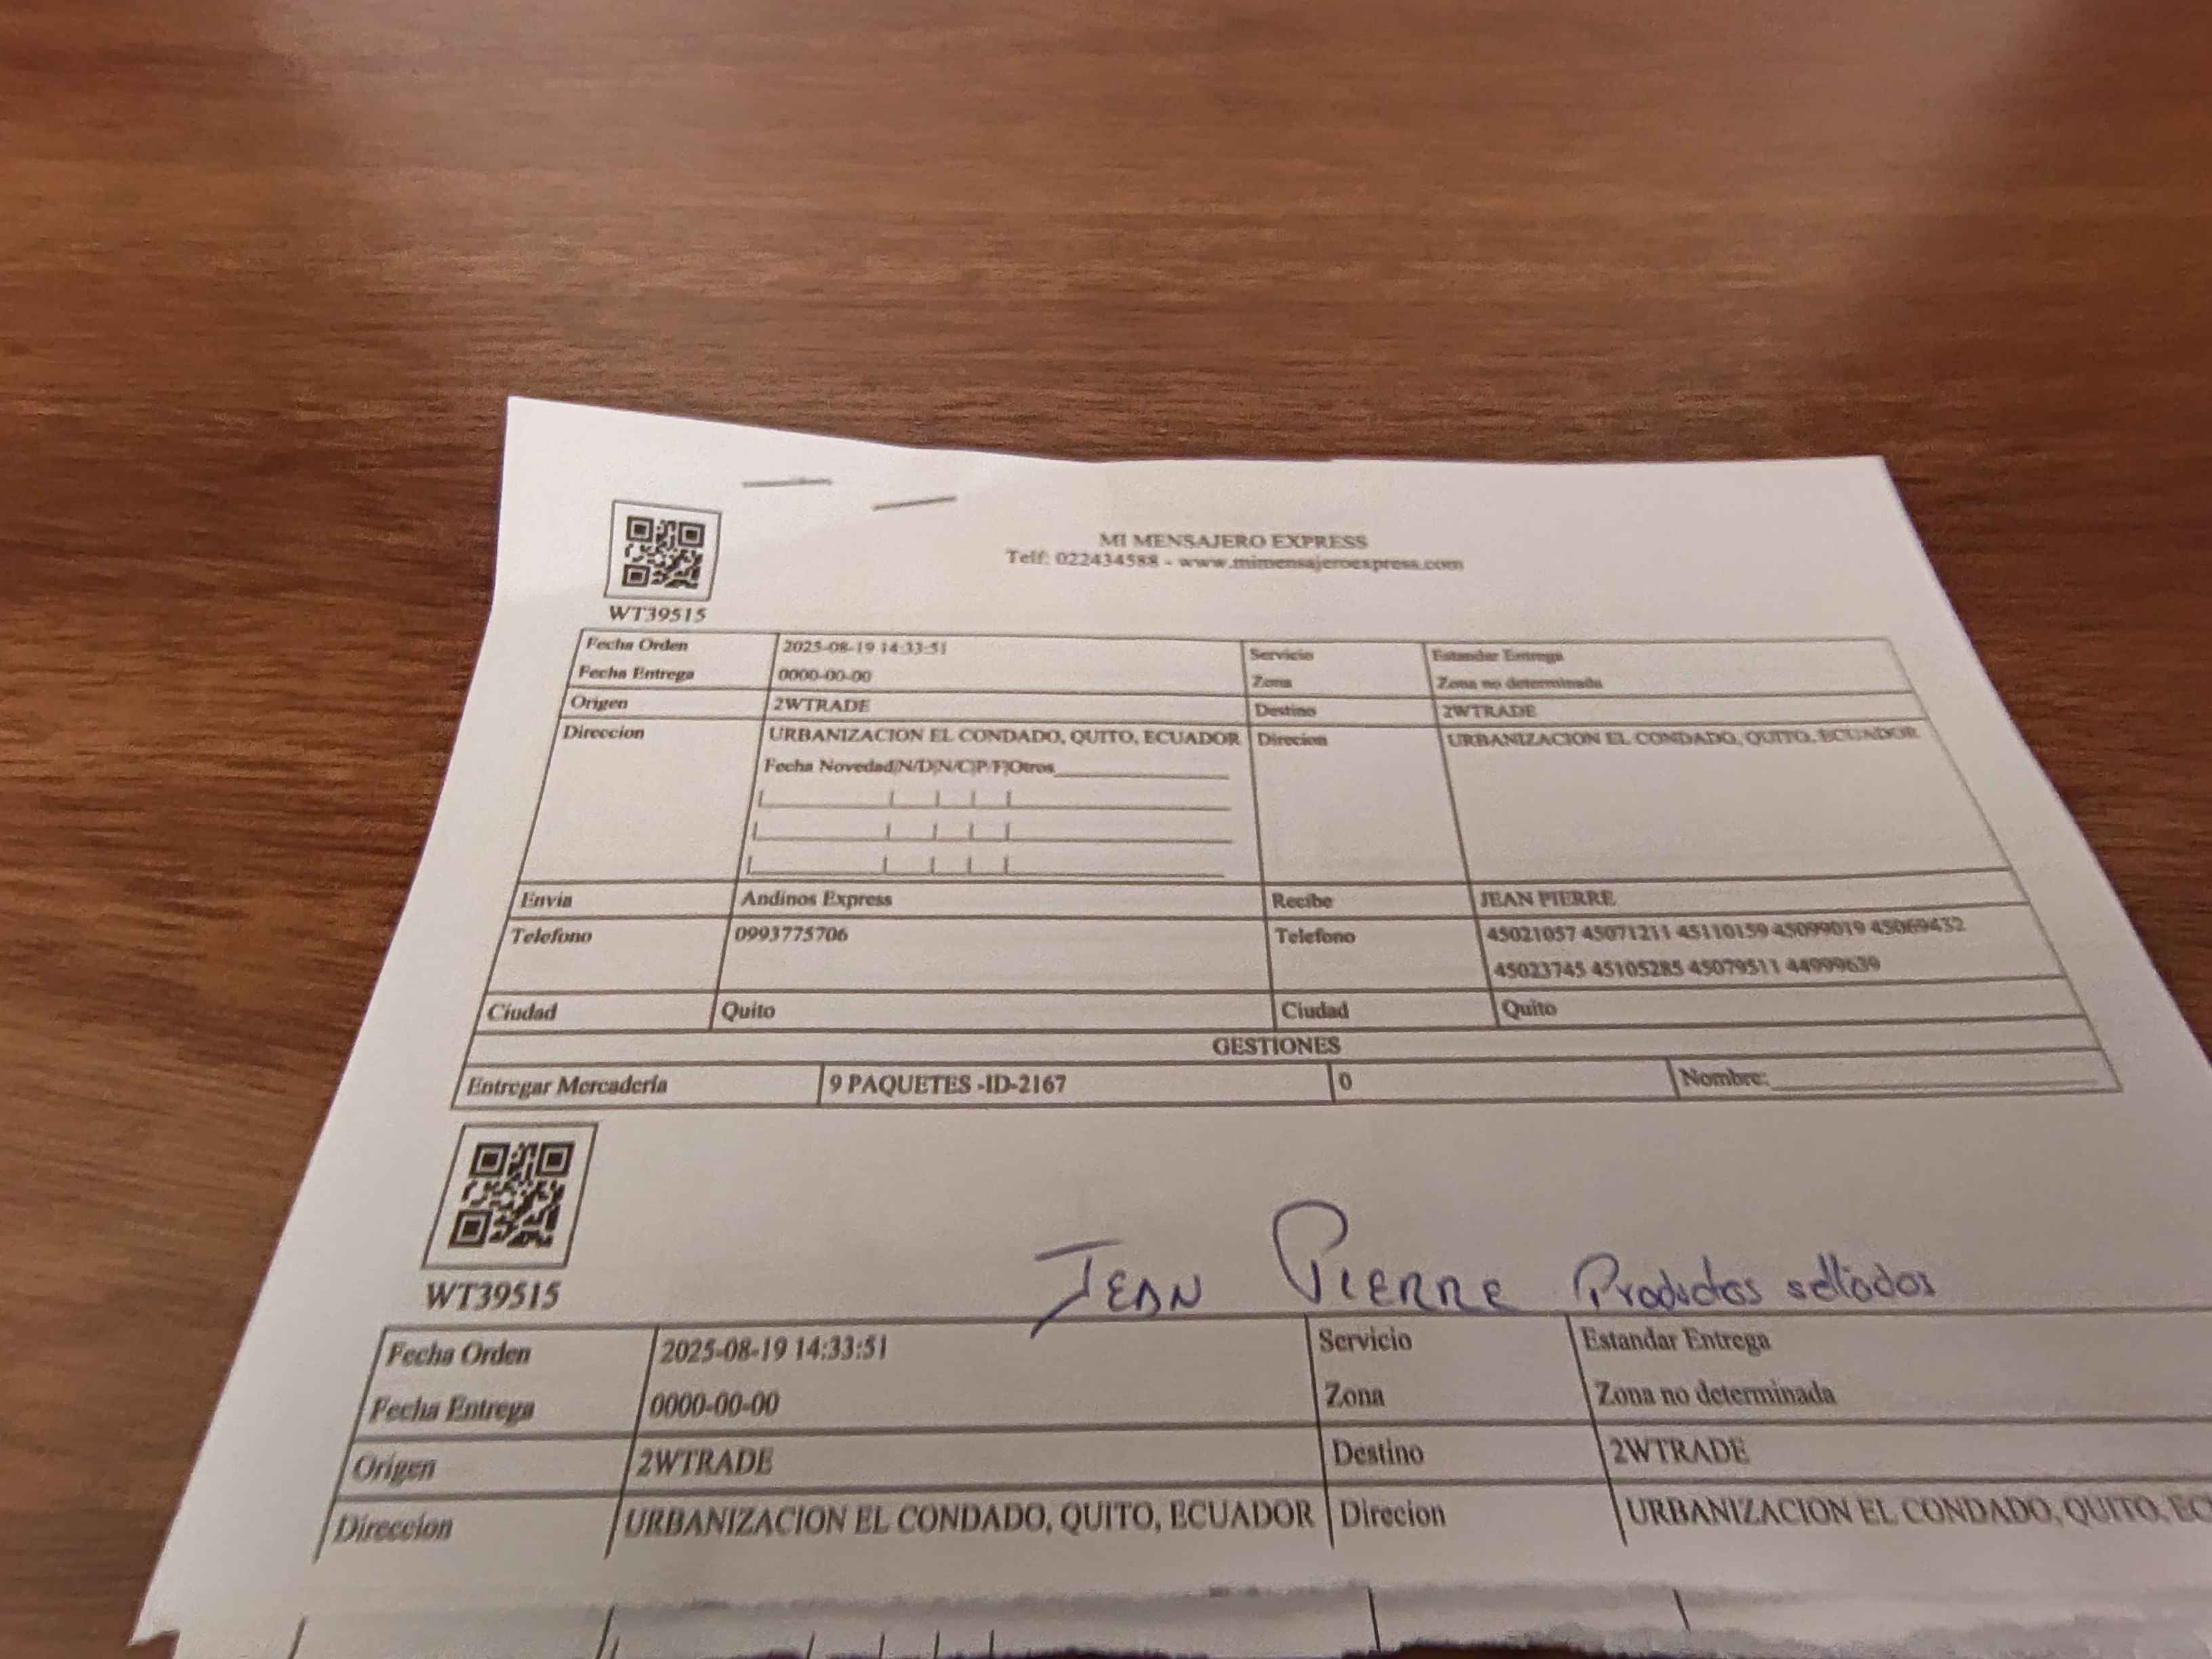 MI MENSAJERO EXPRESS
Telf: 022434588 - www.mimensajeroexpress.com
WT39515
Fecha Orden 2025-08-19 14:33:51 Servicio Estandar Entrega
Fecha Entrega 0000-00-00 Zona Zona no determinada
Origen 2WTRADE Destino 2WTRADE
Direccion URBANIZACION EL CONDADO, QUITO, ECUADOR Direcion URBANIZACION EL CONDADO, QUITO, ECUADOR
Fecha Novedad|N/D|N/C|P/F|Otros
Envia Andinos Express Recibe JEAN PIERRE
Telefono 0993775706 Telefono 45021057 45071211 45110159 45099019 45069432
45023745 45105285 45079511 44999639
Ciudad Quito Ciudad Quito
GESTIONES
Entregar Mercadería 9 PAQUETES -ID-2167 0 Nombre:
WT39515
JEAN PIERRE Productos sellados
Fecha Orden 2025-08-19 14:33:51 Servicio Estandar Entrega
Fecha Entrega 0000-00-00 Zona Zona no determinada
Origen 2WTRADE Destino 2WTRADE
Direccion URBANIZACION EL CONDADO, QUITO, ECUADOR Direcion URBANIZACION EL CONDADO, QUITO, EC